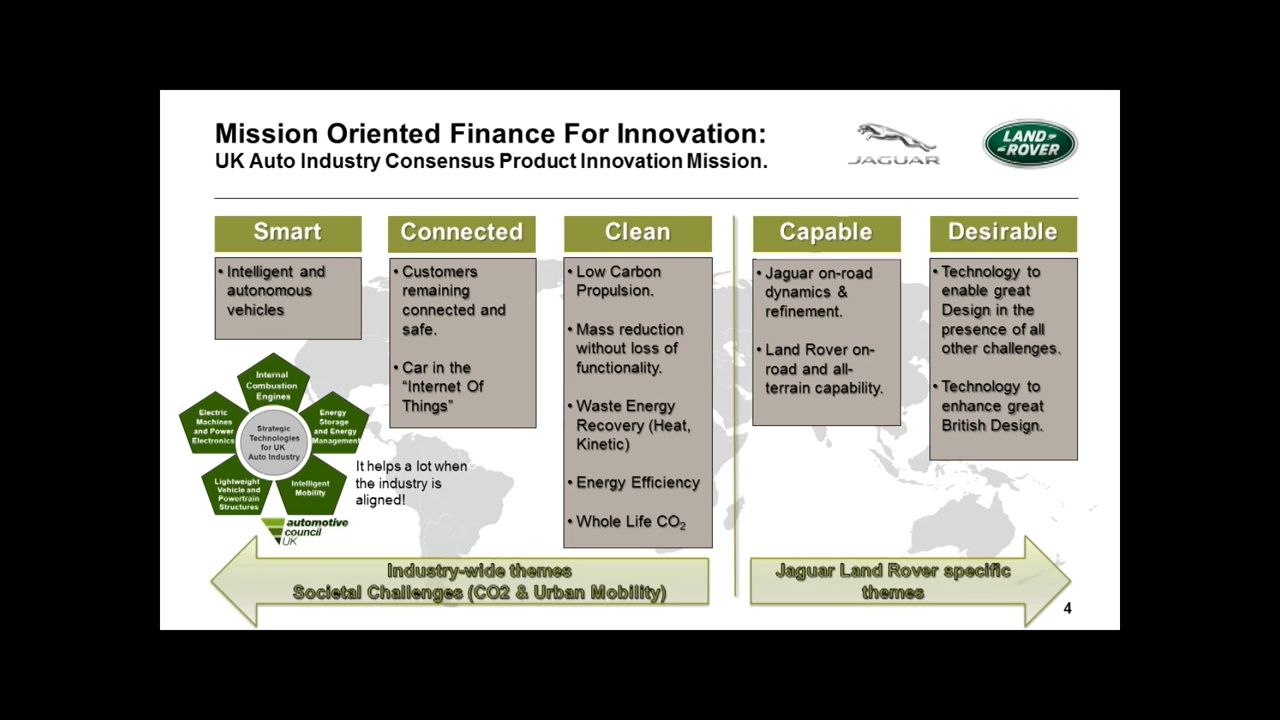 Mission Oriented Finance For Innovation:
UK Auto Industry Consensus Product Innovation Mission.
JAGUAR
LAND-
-ROVER
Smart
• Intelligent and
autonomous
vehicles
Connected
• Customers
remaining
connected and
safe.
• Car in the
“Internet Of
Things”
Clean
• Low Carbon
Propulsion.
• Mass reduction
without loss of
functionality.
• Waste Energy
Recovery (Heat,
Kinetic)
• Energy Efficiency
• Whole Life CO₂
Capable
• Jaguar on-road
dynamics &
refinement.
• Land Rover on-
road and all-
terrain capability.
Desirable
• Technology to
enable great
Design in the
presence of all
other challenges.
• Technology to
enhance great
British Design.
Internal
Combustion
Engines
Electric
Machines
and Power
Electronics
Energy
Storage
and Energy
Management
Strategic
Technologies
for UK
Auto Industry
Lightweight
Vehicle and
Powertrain
Structures
Intelligent
Mobility
It helps a lot when
the industry is
aligned!
automotive
council
UK
Industry-wide themes
Societal Challenges (CO2 & Urban Mobility)
Jaguar Land Rover specific
themes
4